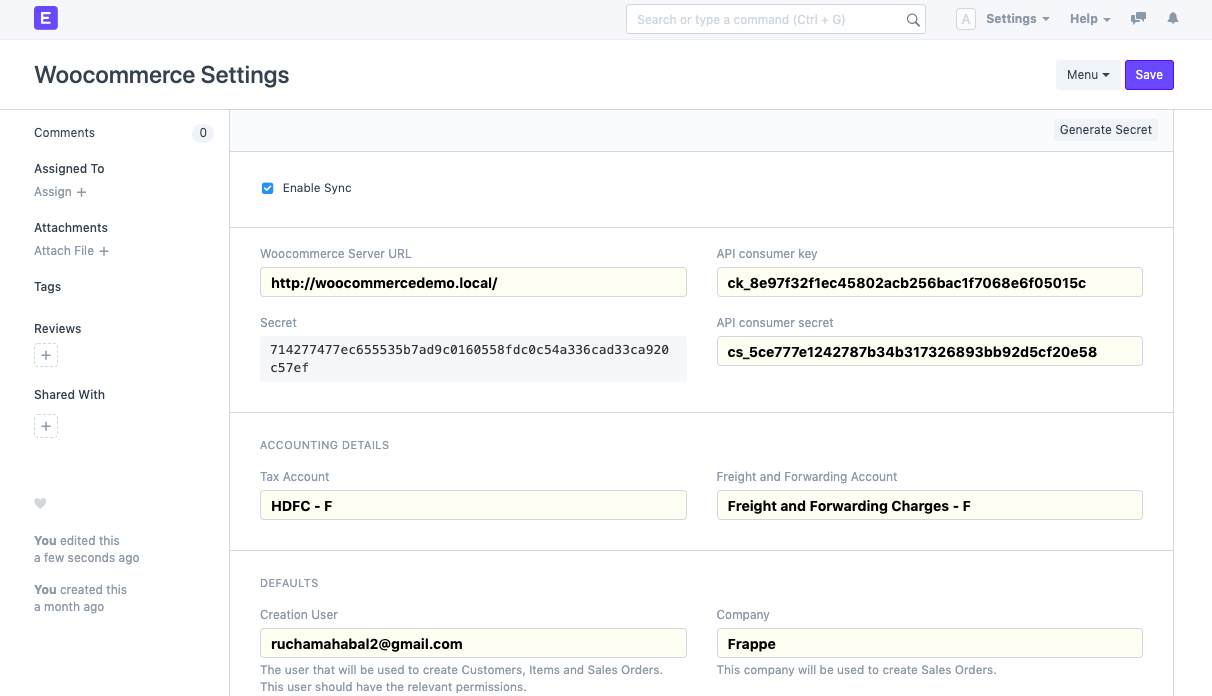 E
Search or type a command (Ctrl + G)
A
Settings
Help
Woocommerce Settings
Menu
Save
Comments
0
Assigned To
Assign +
Attachments
Attach File +
Tags
Reviews
+
Shared With
+
You edited this
a few seconds ago
You created this
a month ago
Generate Secret
Enable Sync
Woocommerce Server URL
http://woocommercedemo.local/
API consumer key
ck_8e97f32f1ec45802acb256bac1f7068e6f05015c
Secret
714277477ec655535b7ad9c0160558fdc0c54a336cad33ca920
c57ef
API consumer secret
cs_5ce777e1242787b34b317326893bb92d5cf20e58
ACCOUNTING DETAILS
Tax Account
HDFC - F
Freight and Forwarding Account
Freight and Forwarding Charges - F
DEFAULTS
Creation User
ruchamahabal2@gmail.com
The user that will be used to create Customers, Items and Sales Orders.
This user should have the relevant permissions.
Company
Frappe
This company will be used to create Sales Orders.